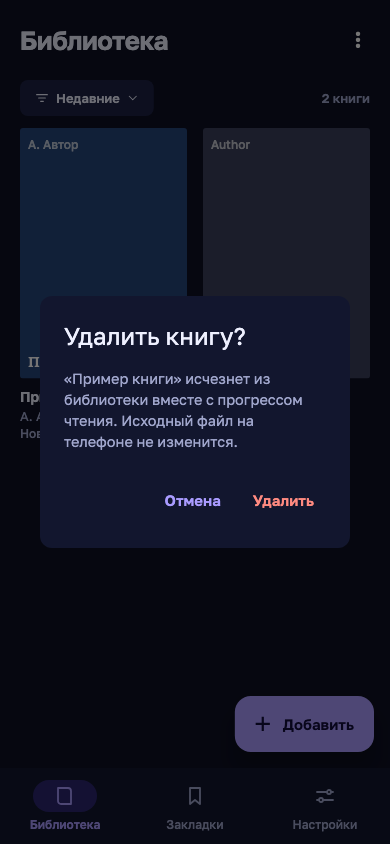 Библиотека
Недавние
2 книги
А. Автор
Author
Удалить книгу?
«Пример книги» исчезнет из
библиотеки вместе с прогрессом
чтения. Исходный файл на
телефоне не изменится.
Отмена
Удалить
Добавить
Библиотека
Закладки
Настройки